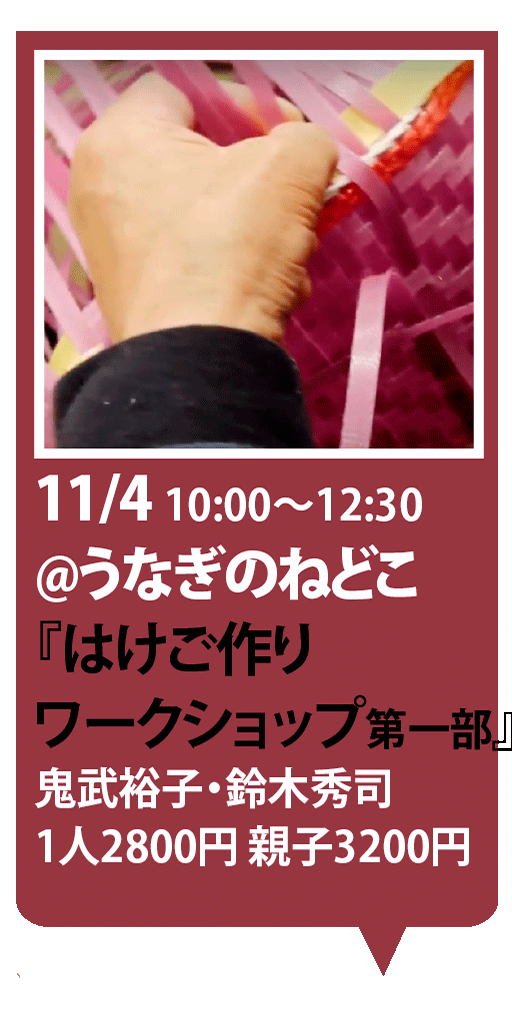 11/4 10:00〜12:30
@うなぎのねどこ
『はけご作り
ワークショップ第一部』
鬼武裕子・鈴木秀司
1人2800円 親子3200円